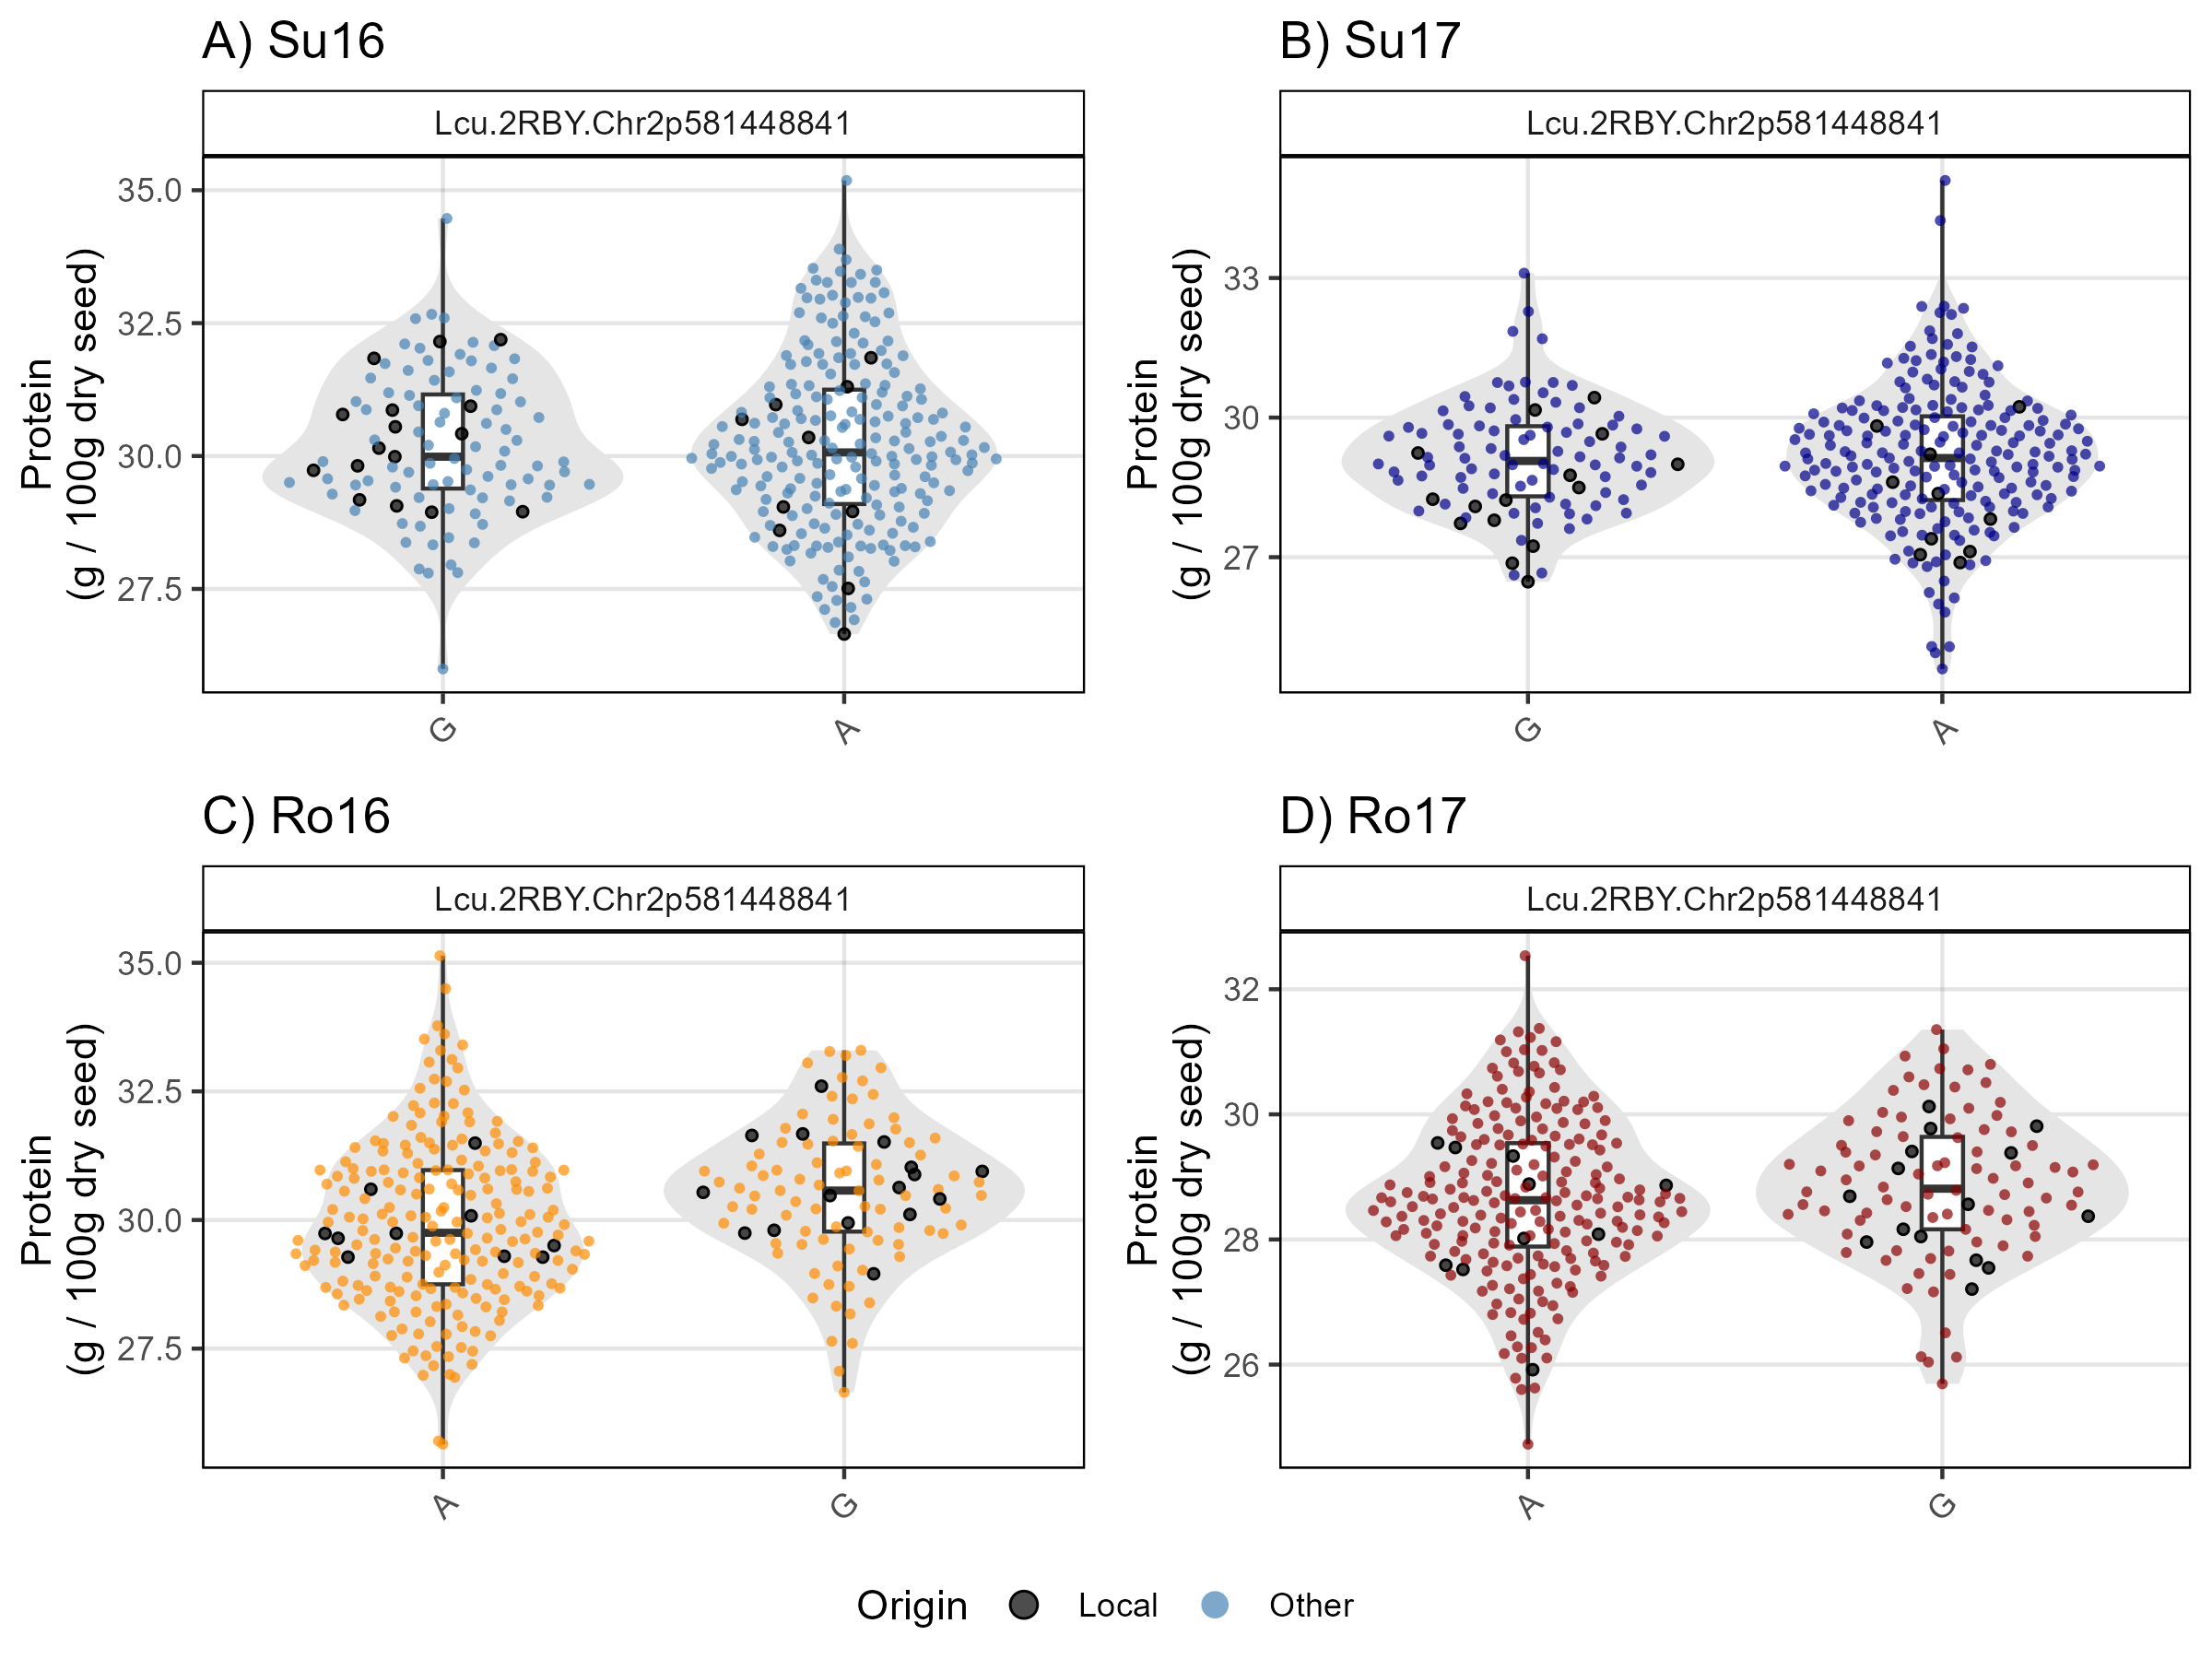 A) Su16
Lcu.2RBY.Chr2p581448841
Protein
(g / 100g dry seed)
35.0
32.5
30.0
27.5
G
A
B) Su17
Lcu.2RBY.Chr2p581448841
Protein
(g / 100g dry seed)
33
30
27
G
A
C) Ro16
Lcu.2RBY.Chr2p581448841
Protein
(g / 100g dry seed)
35.0
32.5
30.0
27.5
A
G
D) Ro17
Lcu.2RBY.Chr2p581448841
Protein
(g / 100g dry seed)
32
30
28
26
A
G
Origin Local Other